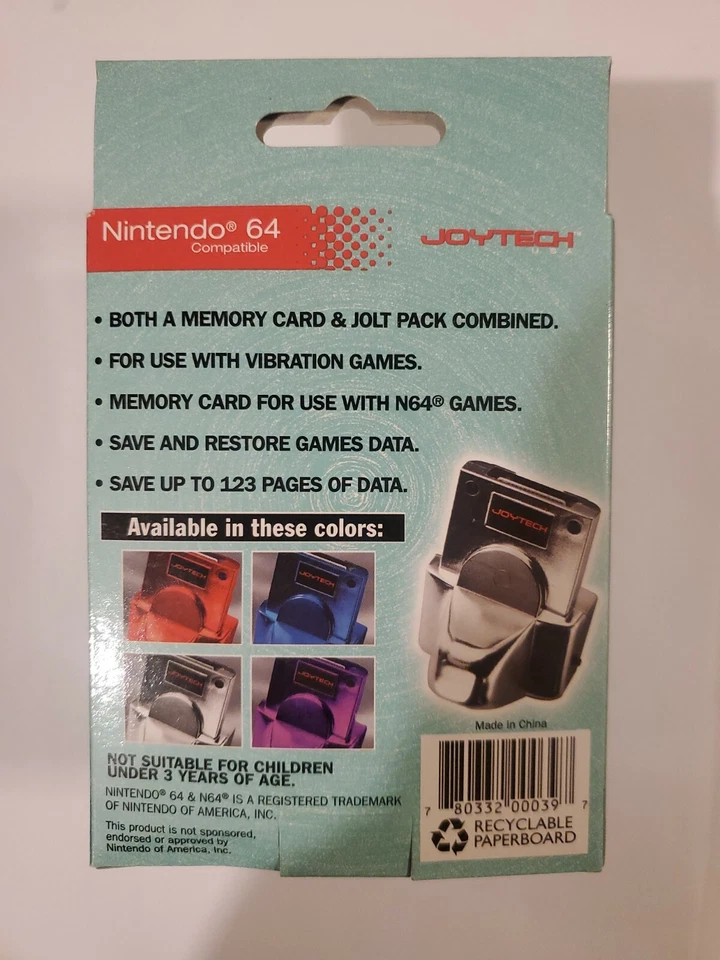 Nintendo® 64
Compatible
JOYTECH
• BOTH A MEMORY CARD & JOLT PACK COMBINED.
• FOR USE WITH VIBRATION GAMES.
• MEMORY CARD FOR USE WITH N64® GAMES.
• SAVE AND RESTORE GAMES DATA.
• SAVE UP TO 123 PAGES OF DATA.
Available in these colors:
JOYTECH
JOYTECH
JOYTECH
JOYTECH
JOYTECH
Made in China
NOT SUITABLE FOR CHILDREN
UNDER 3 YEARS OF AGE.
NINTENDO® 64 & N64® IS A REGISTERED TRADEMARK
OF NINTENDO OF AMERICA, INC.
This product is not sponsored,
endorsed or approved by
Nintendo of America, Inc.
7 80332 00039 7
RECYCLABLE
PAPERBOARD